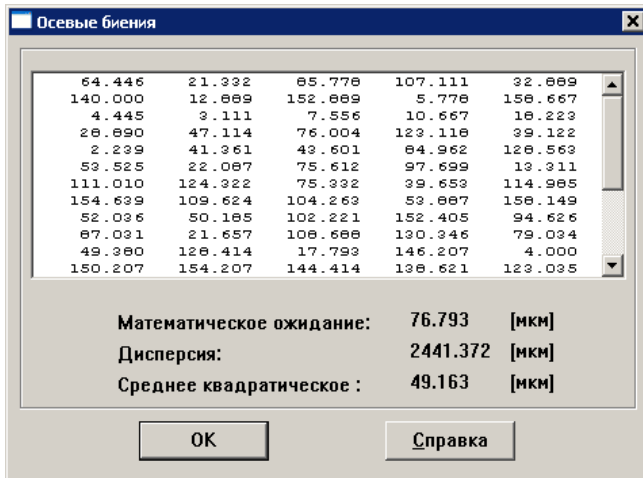 Осевые биения
64.446 21.332 85.778 107.111 32.889
140.000 12.889 152.889 5.778 158.667
4.445 3.111 7.556 10.667 18.223
28.890 47.114 76.004 123.118 39.122
2.239 41.361 43.601 84.962 128.563
53.525 22.087 75.612 97.699 13.311
111.010 124.322 75.332 39.653 114.985
154.639 109.624 104.263 53.887 158.149
52.036 50.185 102.221 152.405 94.626
87.031 21.657 108.688 130.346 79.034
49.380 128.414 17.793 146.207 4.000
150.207 154.207 144.414 138.621 123.035
Математическое ожидание: 76.793 [мкм]
Дисперсия: 2441.372 [мкм]
Среднее квадратическое : 49.163 [мкм]
OK Справка